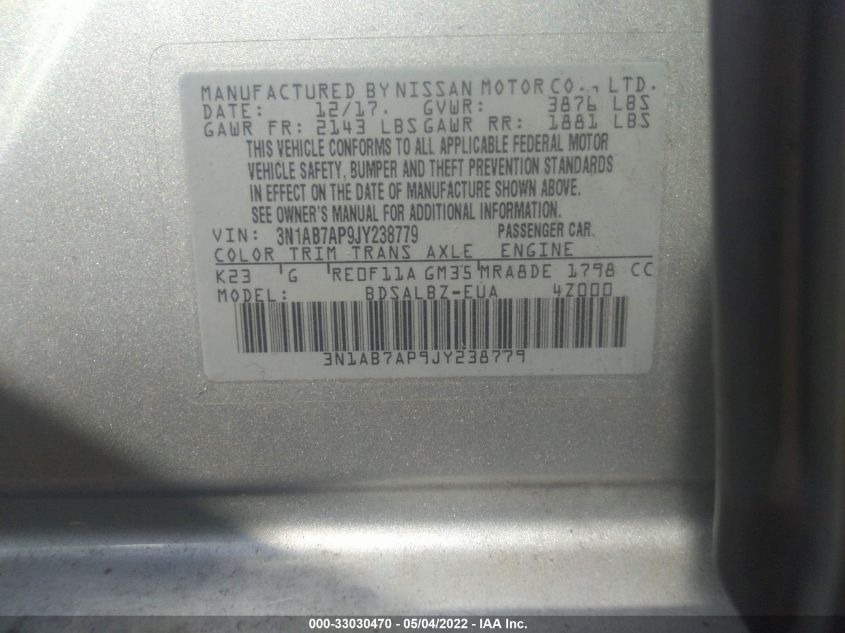 MANUFACTURED BY NISSAN MOTOR CO., LTD.
DATE: 12/17. GVWR: 3876 LBS
GAWR FR: 2143 LBS GAWR RR: 1881 LBS
THIS VEHICLE CONFORMS TO ALL APPLICABLE FEDERAL MOTOR
VEHICLE SAFETY, BUMPER AND THEFT PREVENTION STANDARDS
IN EFFECT ON THE DATE OF MANUFACTURE SHOWN ABOVE.
SEE OWNER'S MANUAL FOR ADDITIONAL INFORMATION.
VIN: 3N1AB7AP9JY238779 PASSENGER CAR.
COLOR TRIM TRANS AXLE ENGINE
K23 G RE0F11A GM35 MRA8DE 1798 CC
MODEL: BDSALBZ-EUA 4Z000
3N1AB7AP9JY238779
000-33030470 - 05/04/2022 - IAA Inc.